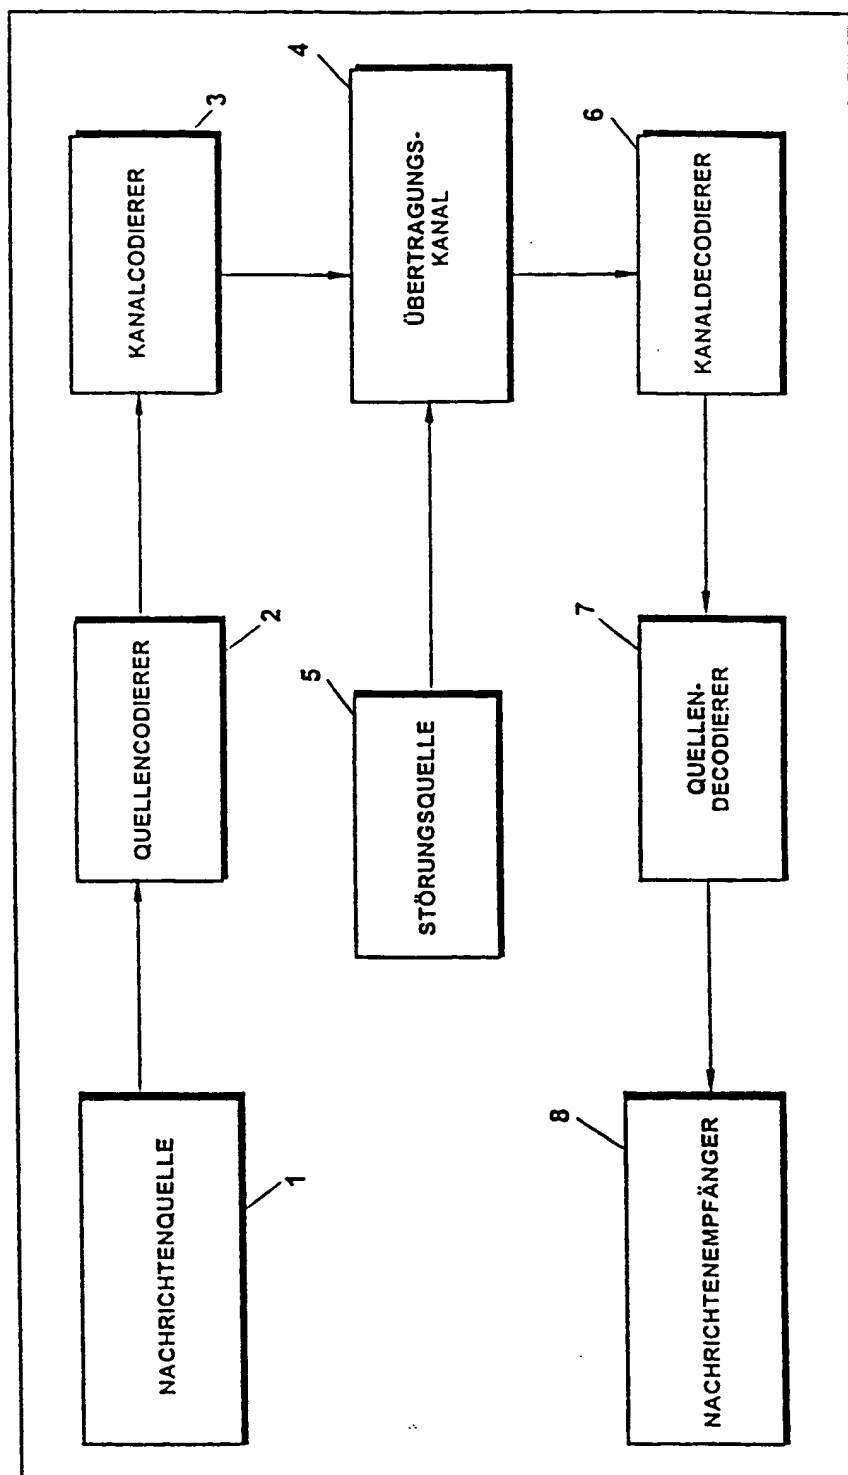 NACHRICHTENQUELLE
1
QUELLENCODIERER
2
KANALCODIERER
3
STÖRUNGSQUELLE
5
ÜBERTRAGUNGS-
KANAL
4
NACHRICHTENEMPFÄNGER
8
QUELLEN-
DECODIERER
7
KANALDECODIERER
6